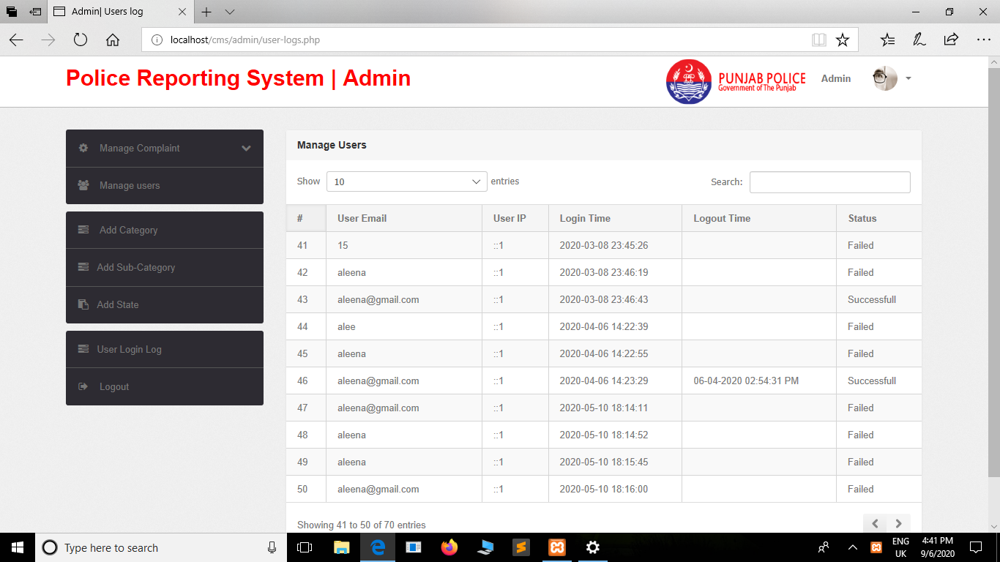 Admin| Users log
localhost/cms/admin/user-logs.php
Police Reporting System | Admin
PUNJAB POLICE
Government of The Punjab
Admin
Manage Complaint
Manage users
Add Category
Add Sub-Category
Add State
User Login Log
Logout
Manage Users
Show 10 entries Search:
# User Email User IP Login Time Logout Time Status
41 15 ::1 2020-03-08 23:45:26 Failed
42 aleena ::1 2020-03-08 23:46:19 Failed
43 aleena@gmail.com ::1 2020-03-08 23:46:43 Successfull
44 alee ::1 2020-04-06 14:22:39 Failed
45 aleena ::1 2020-04-06 14:22:55 Failed
46 aleena@gmail.com ::1 2020-04-06 14:23:29 06-04-2020 02:54:31 PM Successfull
47 aleena@gmail.com ::1 2020-05-10 18:14:11 Failed
48 aleena ::1 2020-05-10 18:14:52 Failed
49 aleena ::1 2020-05-10 18:15:45 Failed
50 aleena@gmail.com ::1 2020-05-10 18:16:00 Failed
Showing 41 to 50 of 70 entries
Type here to search
ENG
UK
4:41 PM
9/6/2020